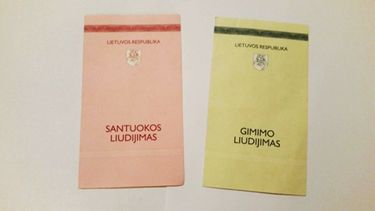 LIETUVOS RESPUBLIKA
SANTUOKOS
LIUDIJIMAS
LIETUVOS RESPUBLIKA
GIMIMO
LIUDIJIMAS